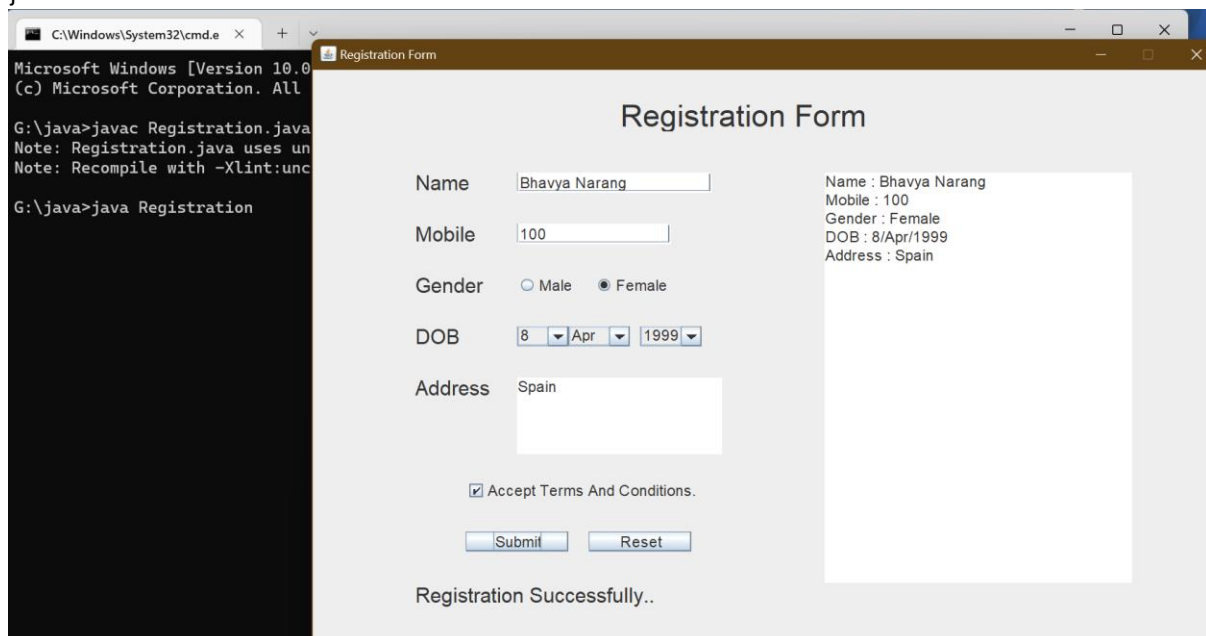 C:\Windows\System32\cmd.e
Microsoft Windows [Version 10.0
(c) Microsoft Corporation. All
G:\java>javac Registration.java
Note: Registration.java uses un
Note: Recompile with -Xlint:unc
G:\java>java Registration
Registration Form
Registration Form
Name Bhavya Narang
Mobile 100
Gender Male Female
DOB 8 Apr 1999
Address Spain
Accept Terms And Conditions.
Submit Reset
Registration Successfully..
Name : Bhavya Narang
Mobile : 100
Gender : Female
DOB : 8/Apr/1999
Address : Spain